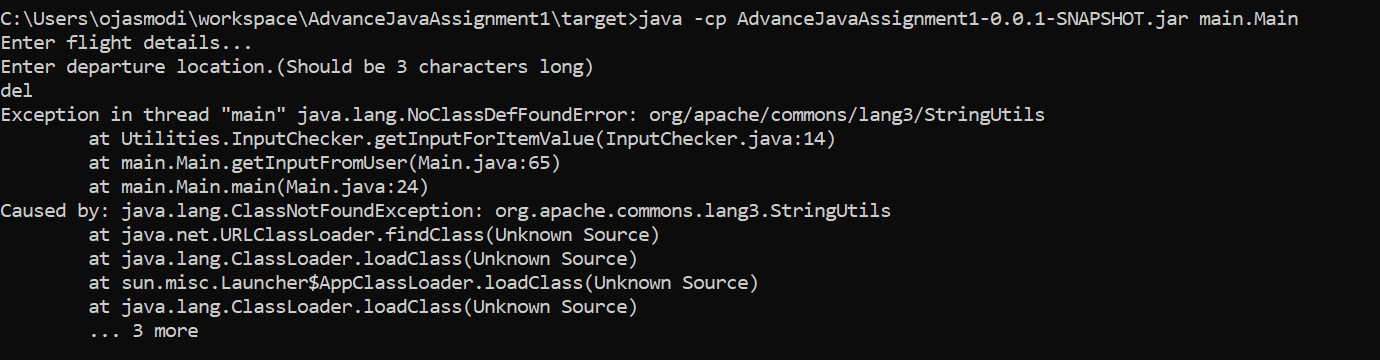 C:\Users\ojasmodi\workspace\AdvanceJavaAssignment1\target>java -cp AdvanceJavaAssignment1-0.0.1-SNAPSHOT.jar main.Main
Enter flight details...
Enter departure location.(Should be 3 characters long)
del
Exception in thread "main" java.lang.NoClassDefFoundError: org/apache/commons/lang3/StringUtils
        at Utilities.InputChecker.getInputForItemValue(InputChecker.java:14)
        at main.Main.getInputFromUser(Main.java:65)
        at main.Main.main(Main.java:24)
Caused by: java.lang.ClassNotFoundException: org.apache.commons.lang3.StringUtils
        at java.net.URLClassLoader.findClass(Unknown Source)
        at java.lang.ClassLoader.loadClass(Unknown Source)
        at sun.misc.Launcher$AppClassLoader.loadClass(Unknown Source)
        at java.lang.ClassLoader.loadClass(Unknown Source)
        ... 3 more